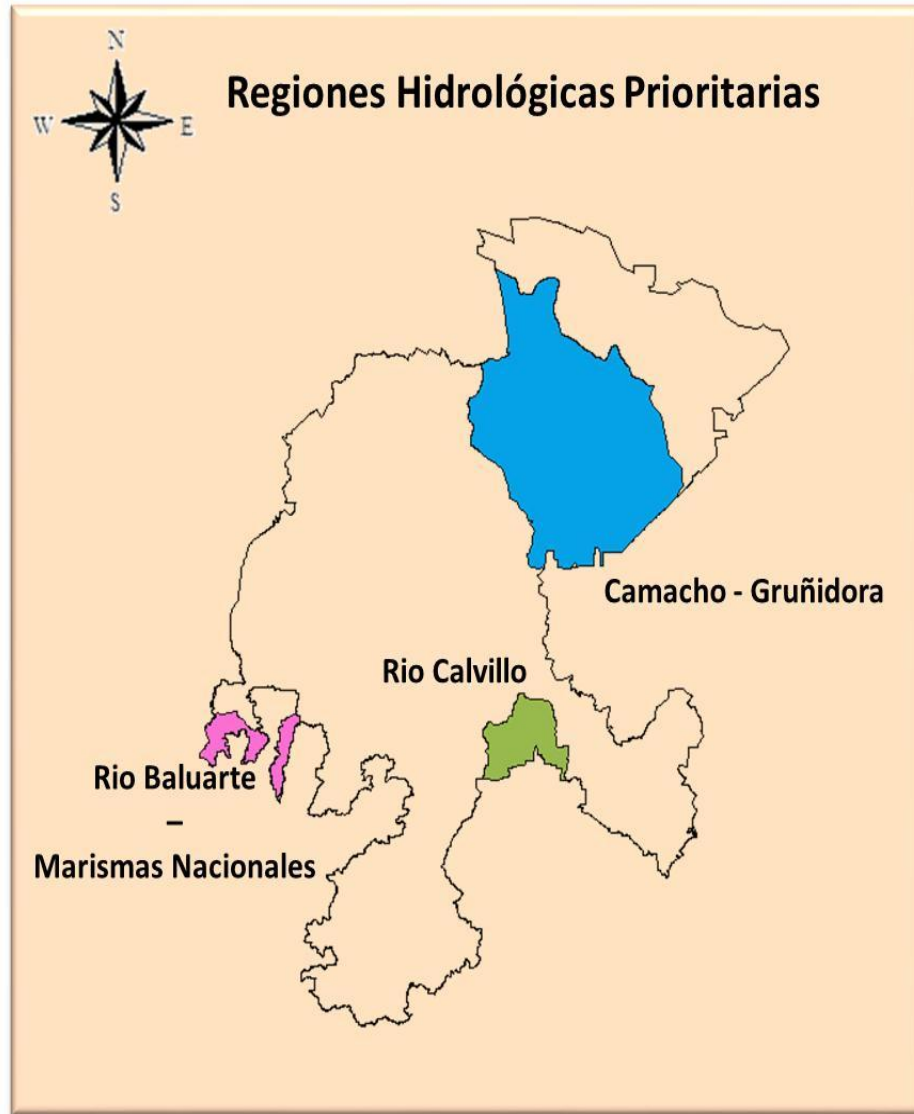 N
W E
S
Regiones Hidrológicas Prioritarias
Camacho - Gruñidora
Rio Calvillo
Rio Baluarte
–
Marismas Nacionales